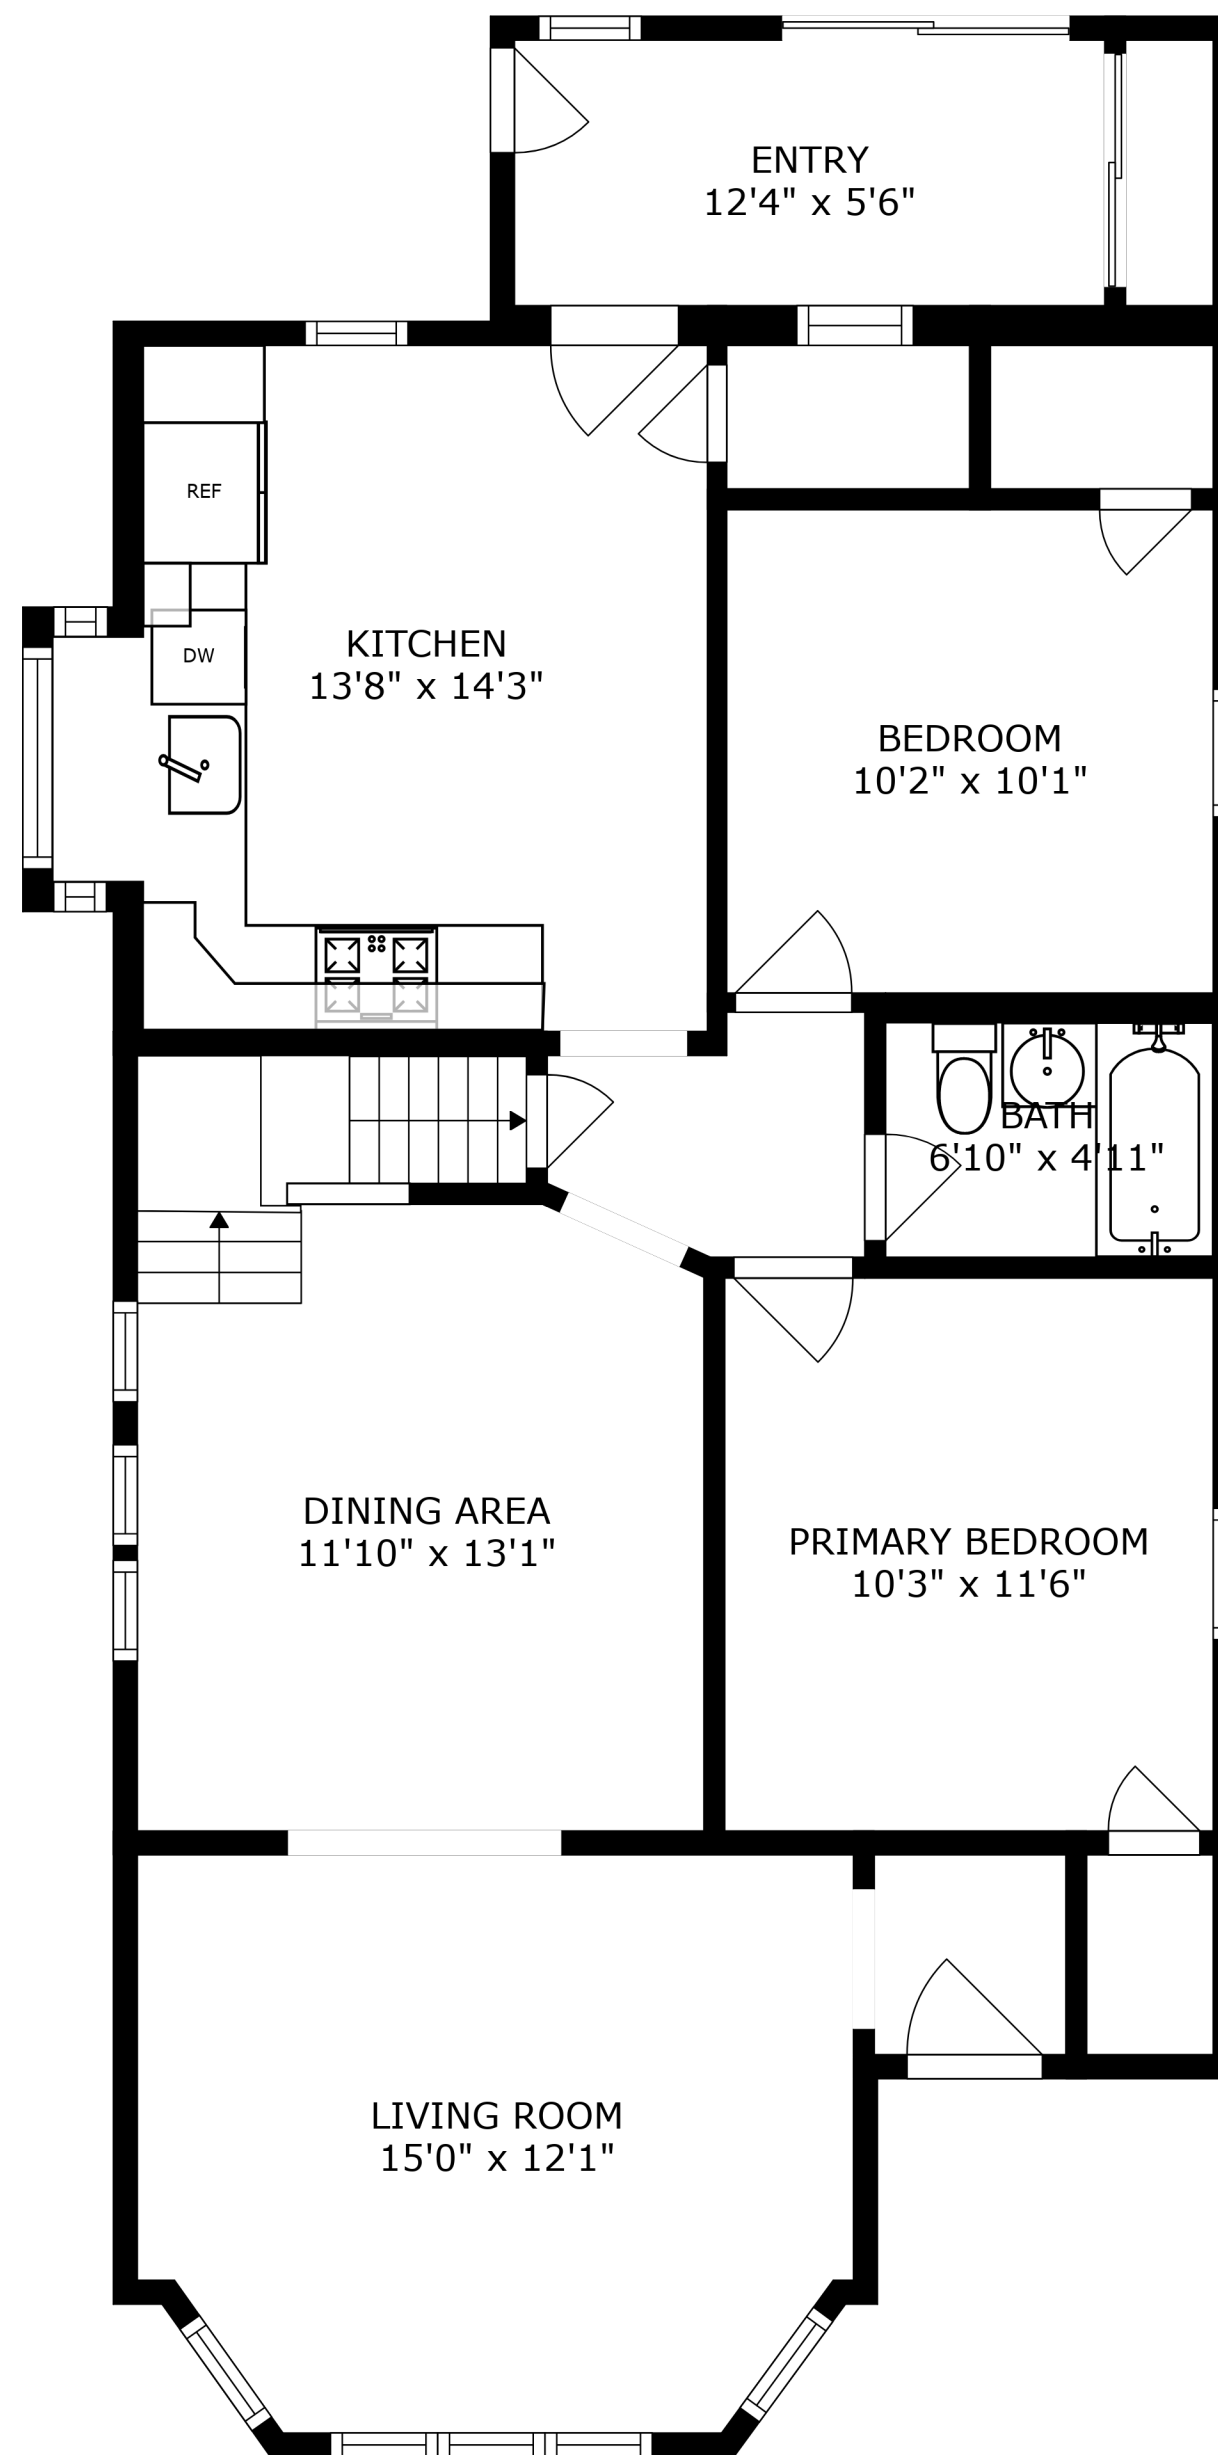 ENTRY
12'4" x 5'6"
REF
KITCHEN
13'8" x 14'3"
DW
BEDROOM
10'2" x 10'1"
BATH
6'10" x 4'11"
DINING AREA
11'10" x 13'1"
PRIMARY BEDROOM
10'3" x 11'6"
LIVING ROOM
15'0" x 12'1"